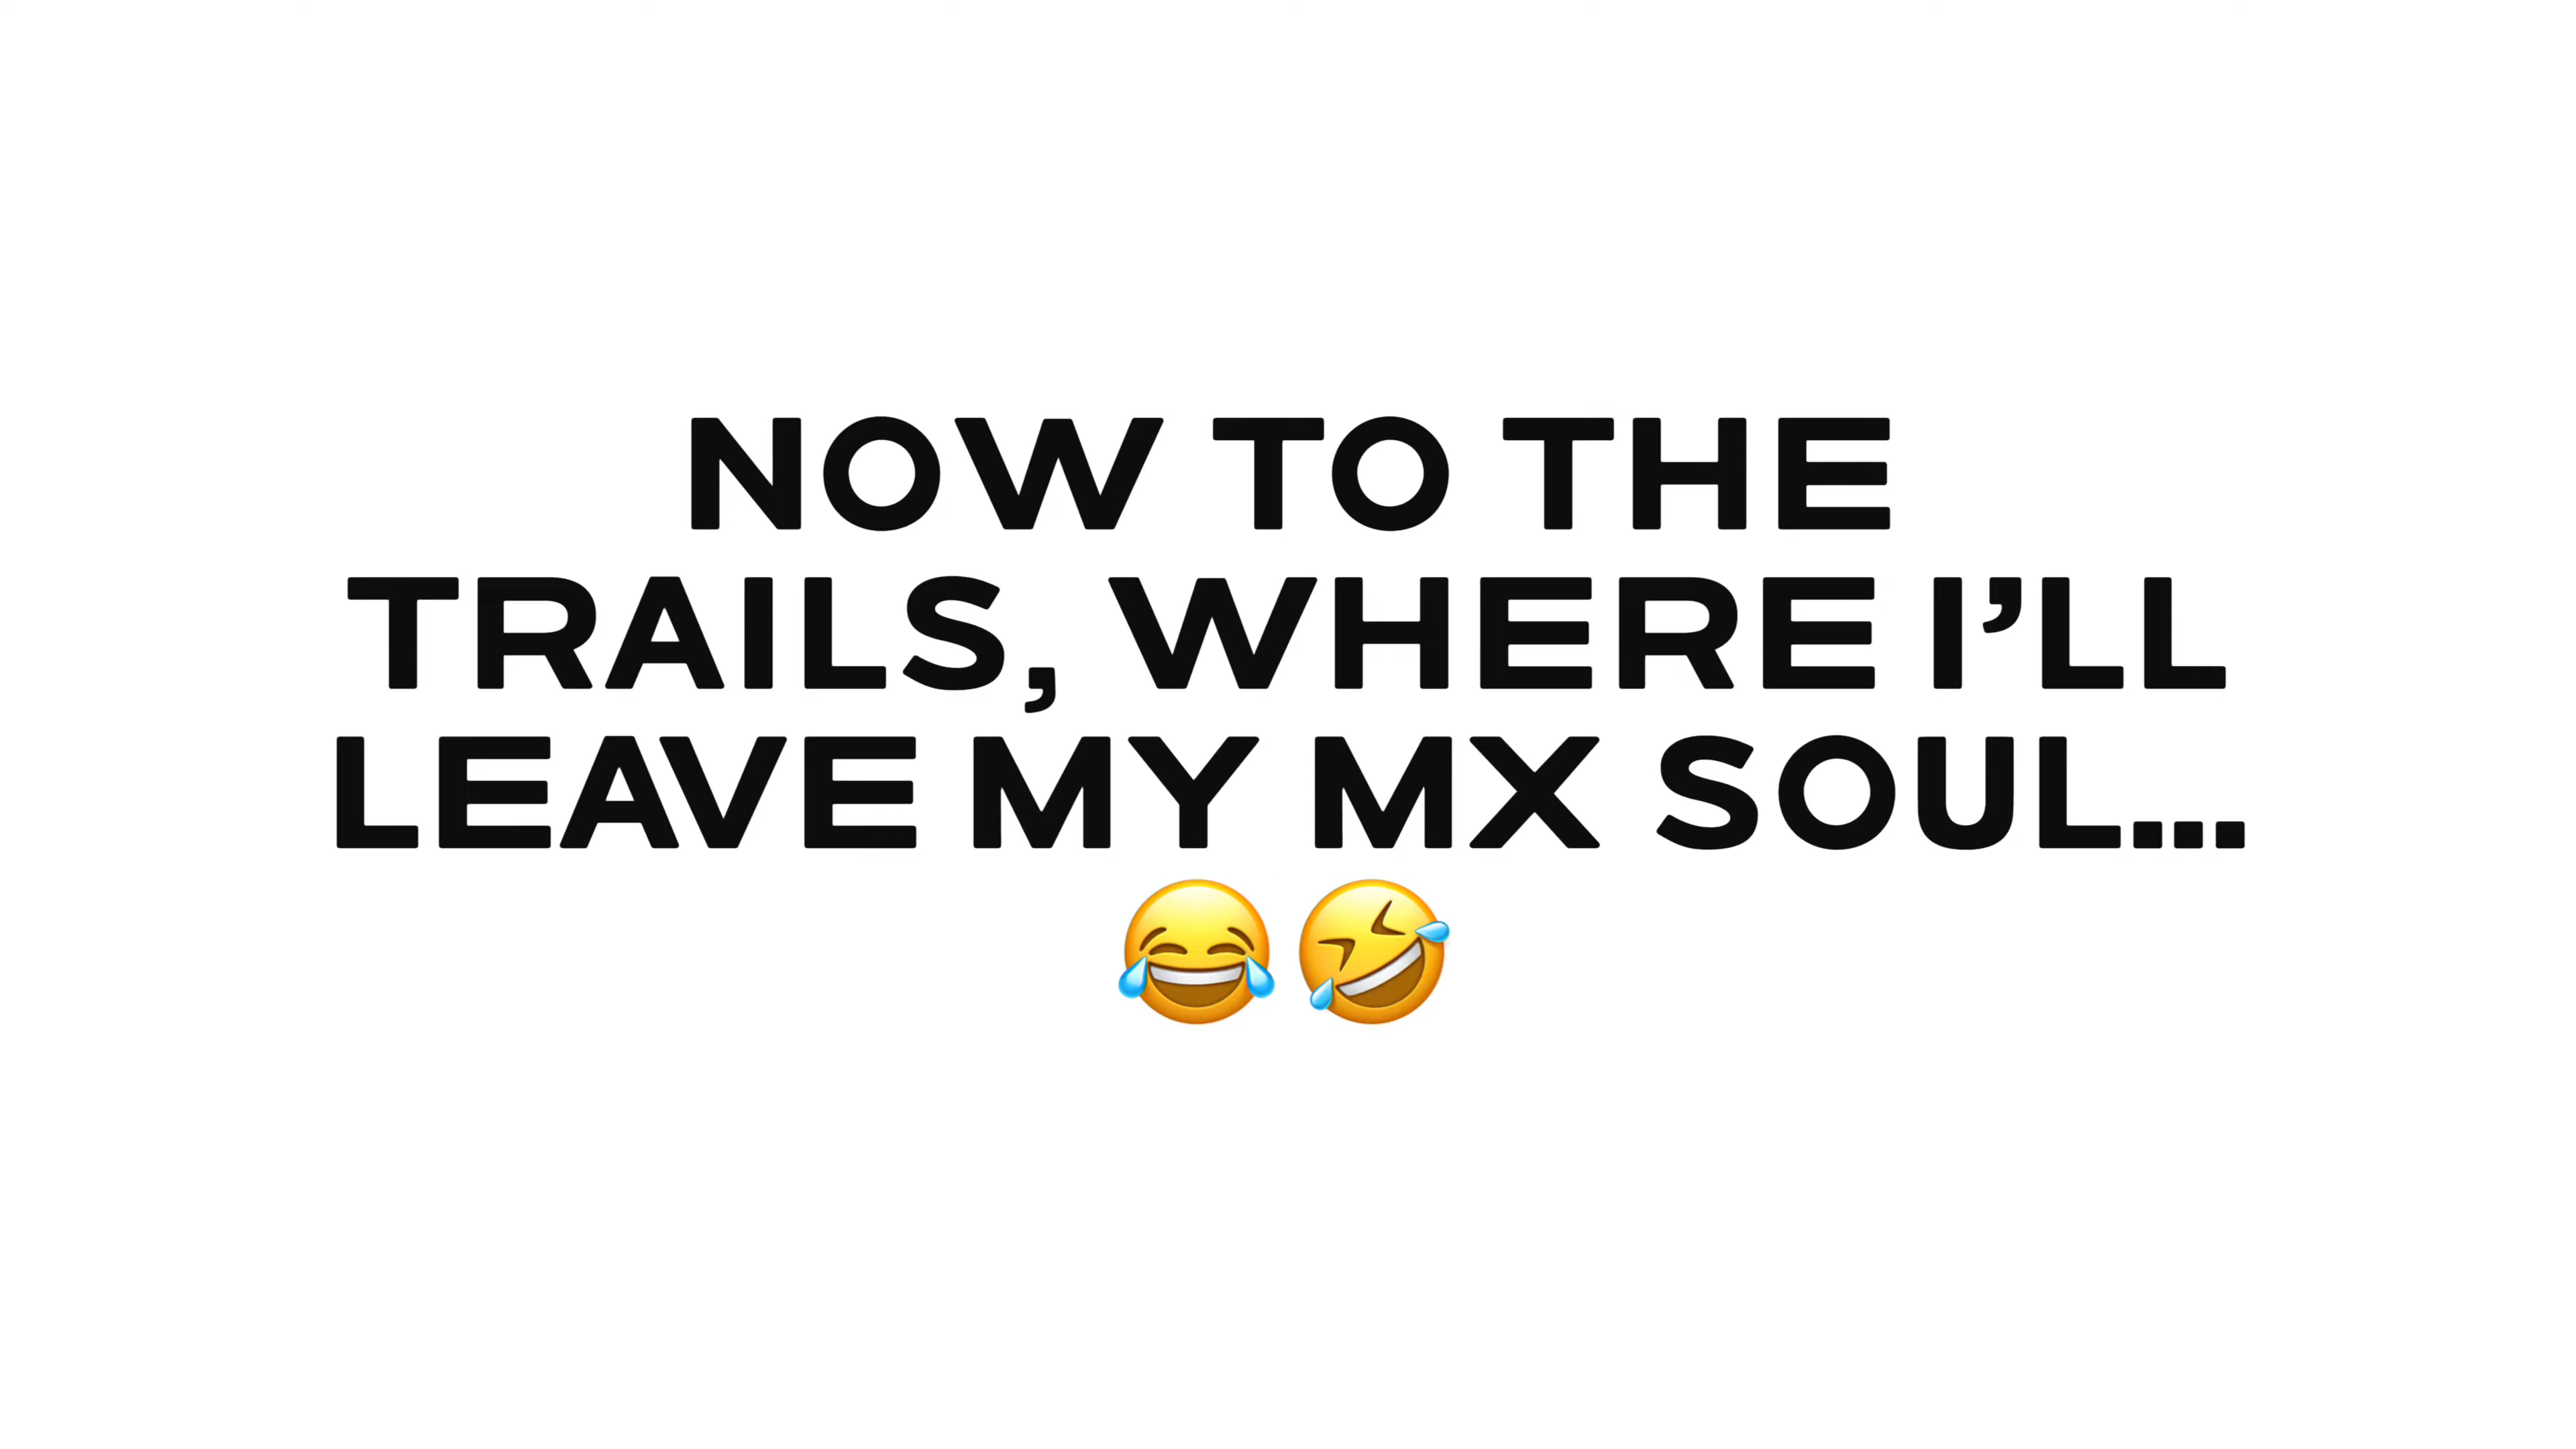 NOW TO THE
TRAILS, WHERE I’LL
LEAVE MY MX SOUL...
😂 🤣